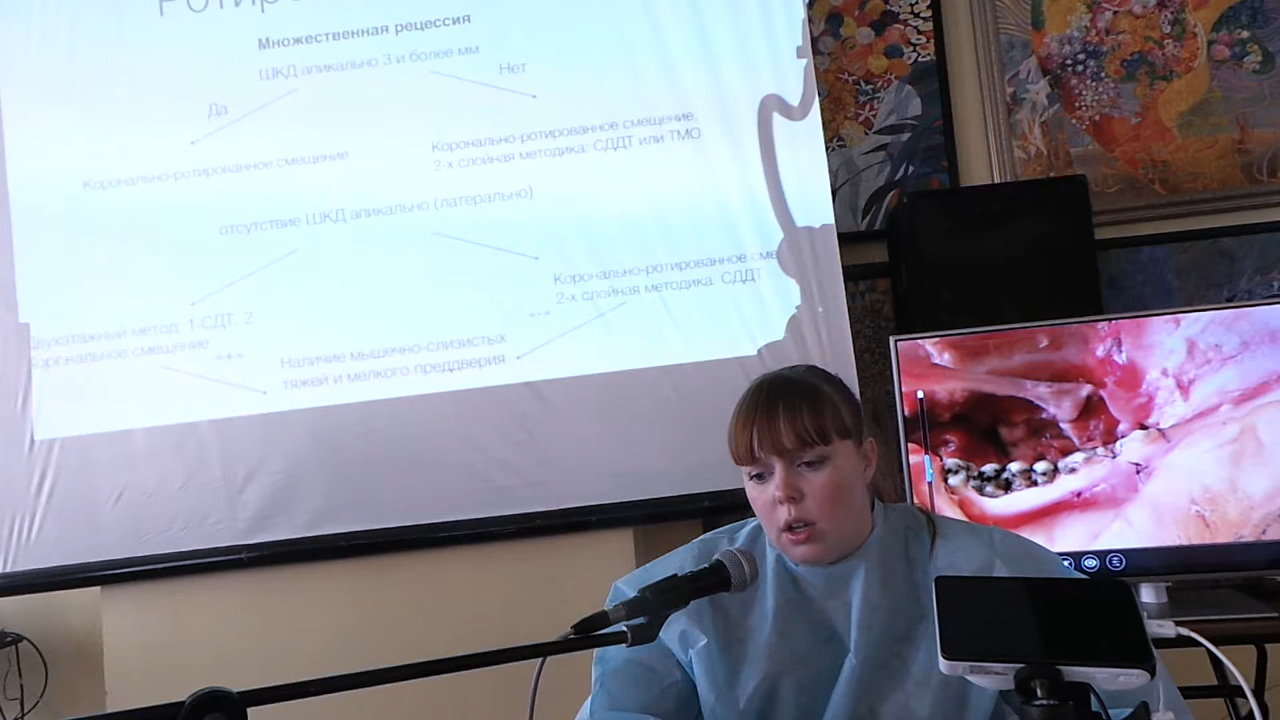 Множественная рецессия
ШКД апикально 3 и более мм
Да
Нет
Коронально-ротированное смещение
Коронально-ротированное смещение,
2-х слойная методика: СДДТ или ТМО
отсутствие ШКД апикально (латерально)
Коронально-ротированное сме
2-х слойная методика: СДДТ
метод: 1-СДТ. 2
смещение
-+-
---
Наличие мышечно-слизистых
тяжей и мелкого преддверия